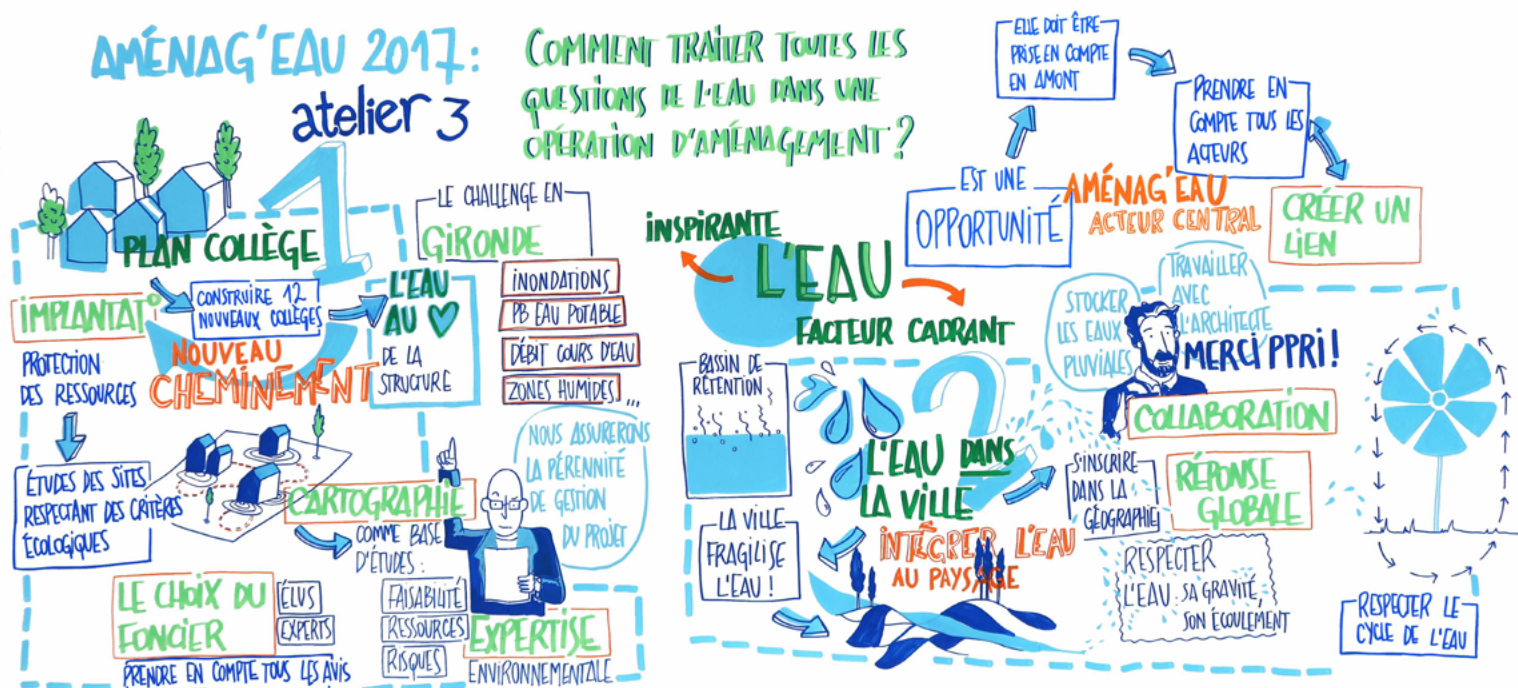 AMÉNAG'EAU 2017:
atelier 3
COMMENT TRAITER TOUTES LES
QUESTIONS DE L'EAU DANS UNE
OPÉRATION D'AMÉNAGEMENT ?
1
PLAN COLLÈGE
IMPLANTAT°
CONSTRUIRE 12
NOUVEAUX COLLÈGES
L'EAU
AU
DE LA
STRUCTURE
NOUVEAU
CHEMINEMENT
PROTECTION
DES RESSOURCES
ÉTUDES DES SITES
RESPECTANT DES CRITÈRES
ÉCOLOGIQUES
LE CHALLENGE EN
GIRONDE
INONDATIONS
PB EAU POTABLE
DÉBIT COURS D'EAU
ZONES HUMIDES ...
CARTOGRAPHIE
COMME BASE
D'ÉTUDES :
FAISABILITÉ
RESSOURCES
RISQUES
NOUS ASSURERONS
LA PÉRENNITÉ
DE GESTION
DU PROJET
EXPERTISE
ENVIRONNEMENTALE
LE CHOIX DU
FONCIER
ÉLUS
EXPERTS
PRENDRE EN COMPTE TOUS LES AVIS
INSPIRANTE
L'EAU
FACTEUR CADRANT
EST UNE
OPPORTUNITÉ
ELLE DOIT ÊTRE
PRISE EN COMPTE
EN AMONT
PRENDRE EN
COMPTE TOUS LES
ACTEURS
CRÉER UN
LIEN
AMÉNAG'EAU
ACTEUR CENTRAL
2
BASSIN DE
RÉTENTION
L'EAU DANS
LA VILLE
LA VILLE
FRAGILISE
L'EAU !
INTÉGRER L'EAU
AU PAYSAGE
STOCKER
LES EAUX
PLUVIALES
TRAVAILLER
AVEC
L'ARCHITECTE
MERCI PPRI !
COLLABORATION
S'INSCRIRE
DANS LA
GÉOGRAPHIE
RÉPONSE
GLOBALE
RESPECTER
L'EAU : SA GRAVITÉ,
SON ÉCOULEMENT
RESPECTER LE
CYCLE DE L'EAU